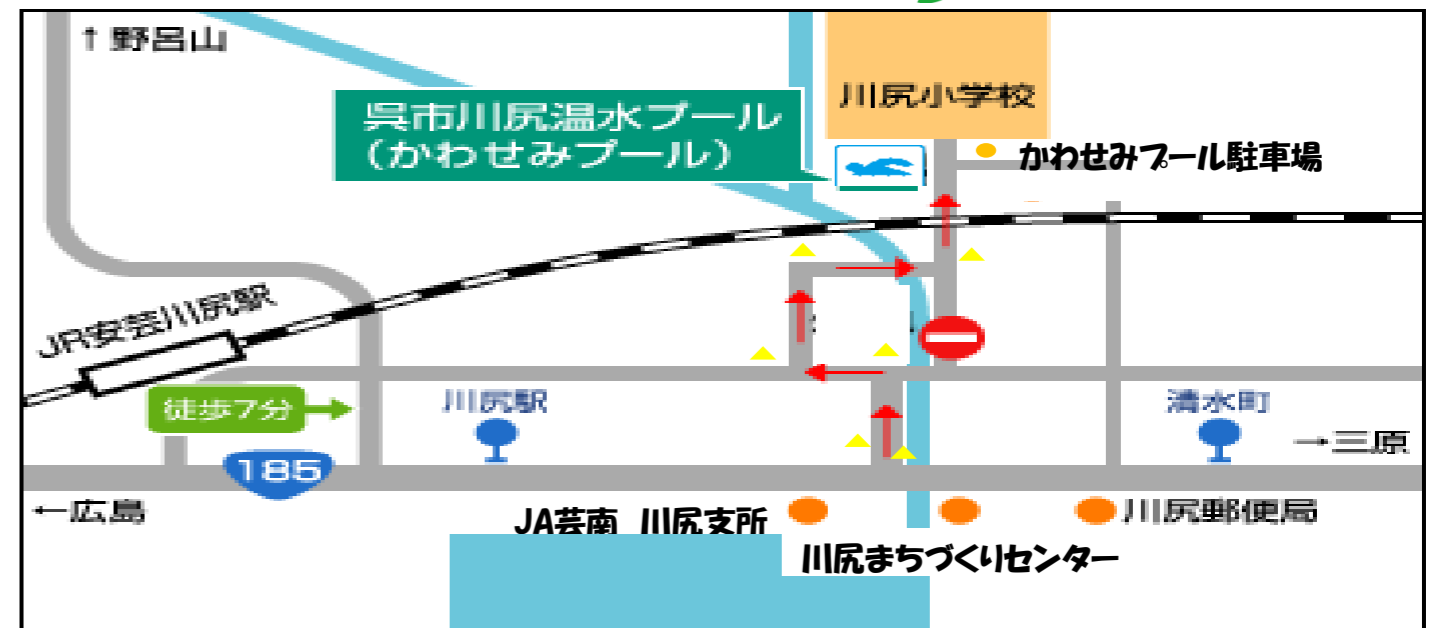 ↑野呂山
川尻小学校
呉市川尻温水プール
(かわせみプール)
かわせみプール駐車場
JR安芸川尻駅
徒歩7分→
川尻駅
清水町
→三原
185
←広島
JA芸南 川尻支所
川尻郵便局
川尻まちづくりセンター